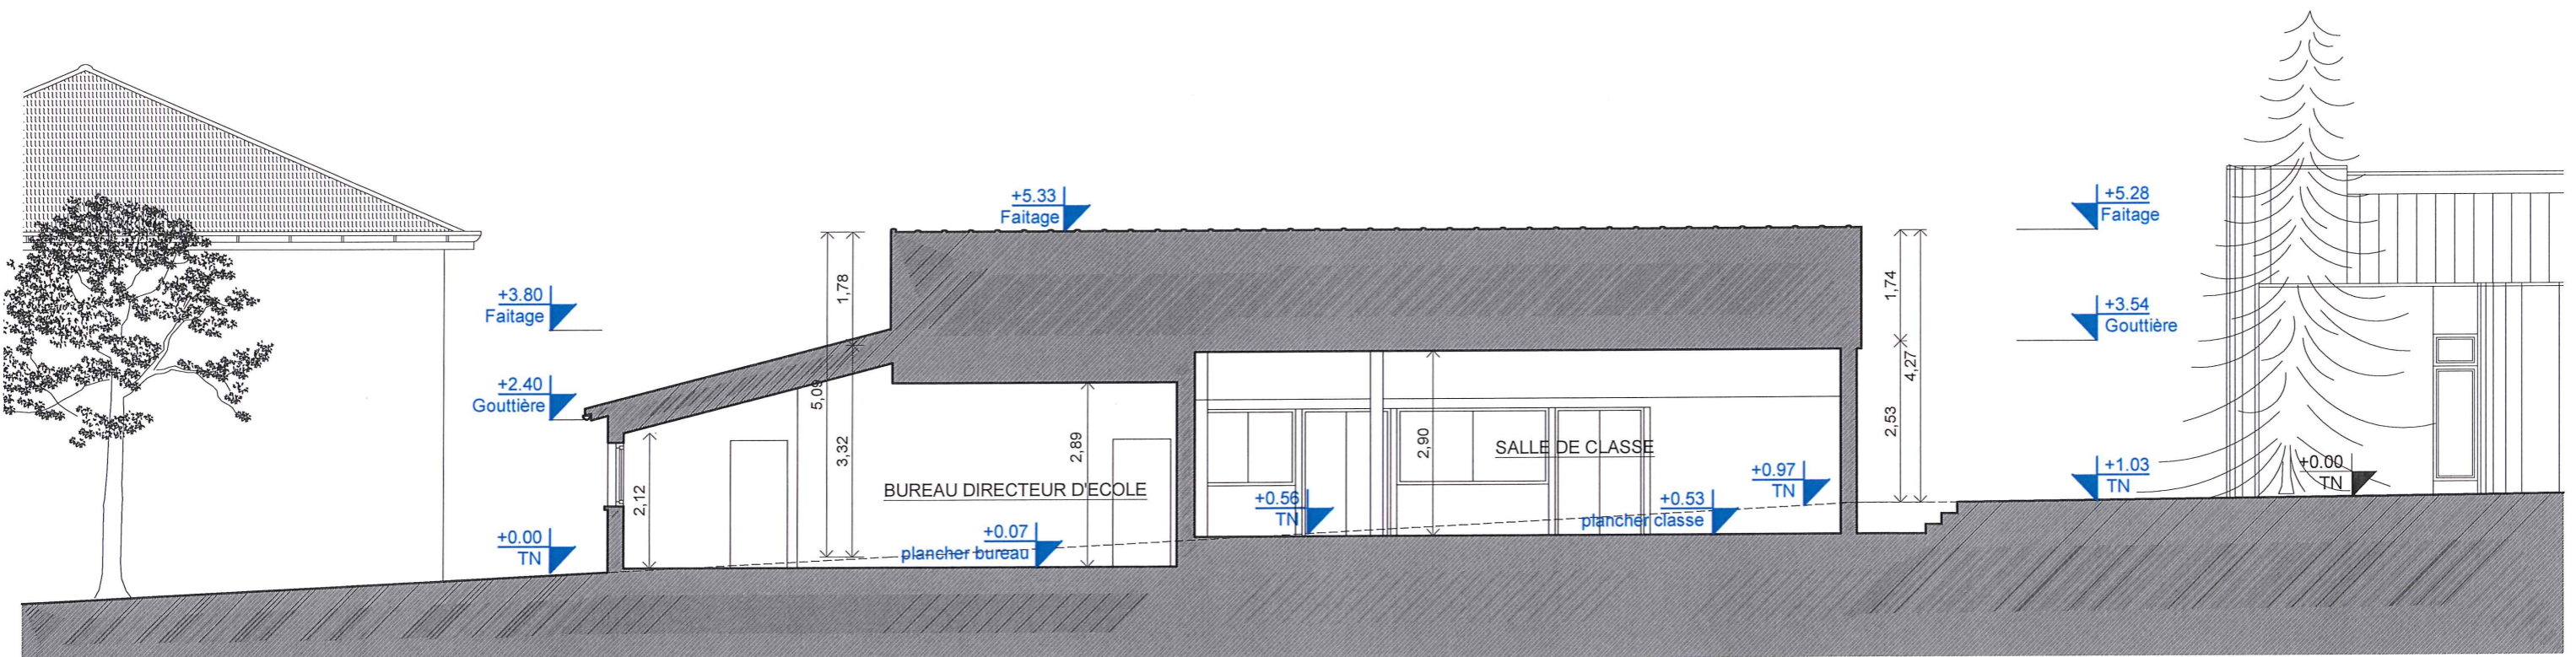 +5.33
Faitage
+5.28
Faitage
+3.80
Faitage
1,78
1,74
+3.54
Gouttière
4,27
+2.40
Gouttière
5,09
3,32
2,89
2,90
2,53
SALLE DE CLASSE
2,12
BUREAU DIRECTEUR D'ECOLE
+0.56
TN
+0.97
TN
+1.03
TN
+0.00
TN
+0.53
plancher classe
+0.00
TN
+0.07
plancher bureau